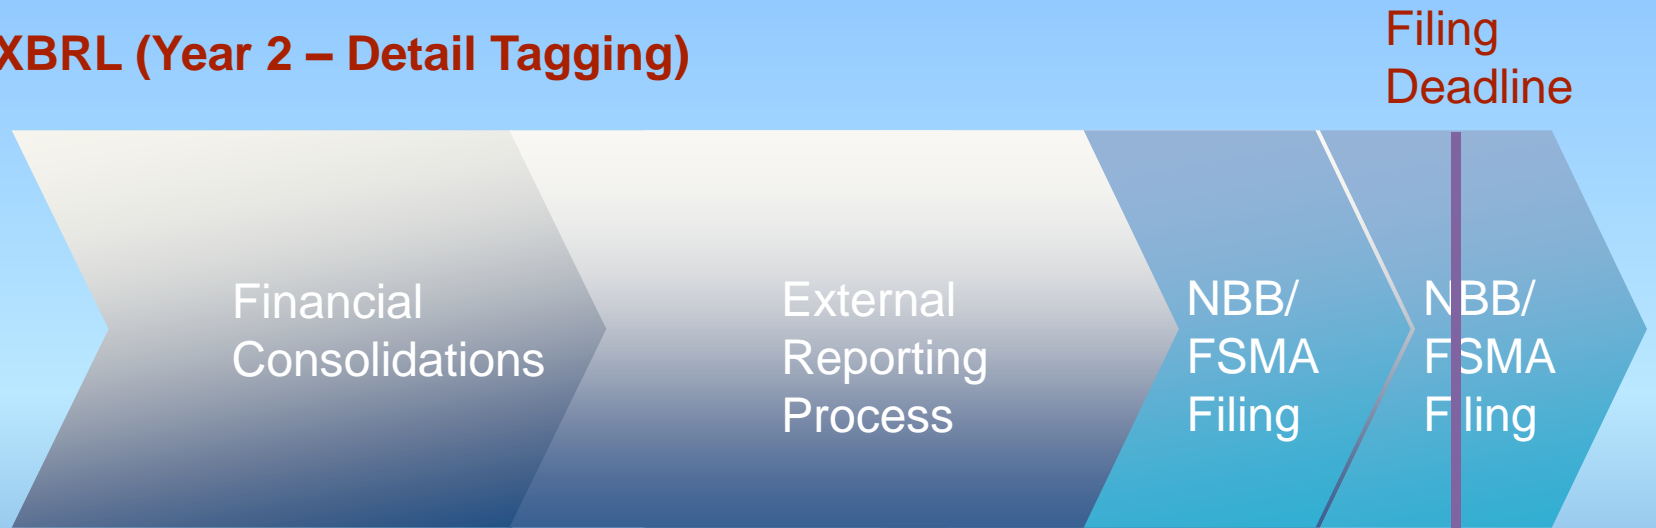 XBRL (Year 2 – Detail Tagging)
Filing
Deadline
Financial
Consolidations
External
Reporting
Process
NBB/
FSMA
Filing
NBB/
FSMA
Filing